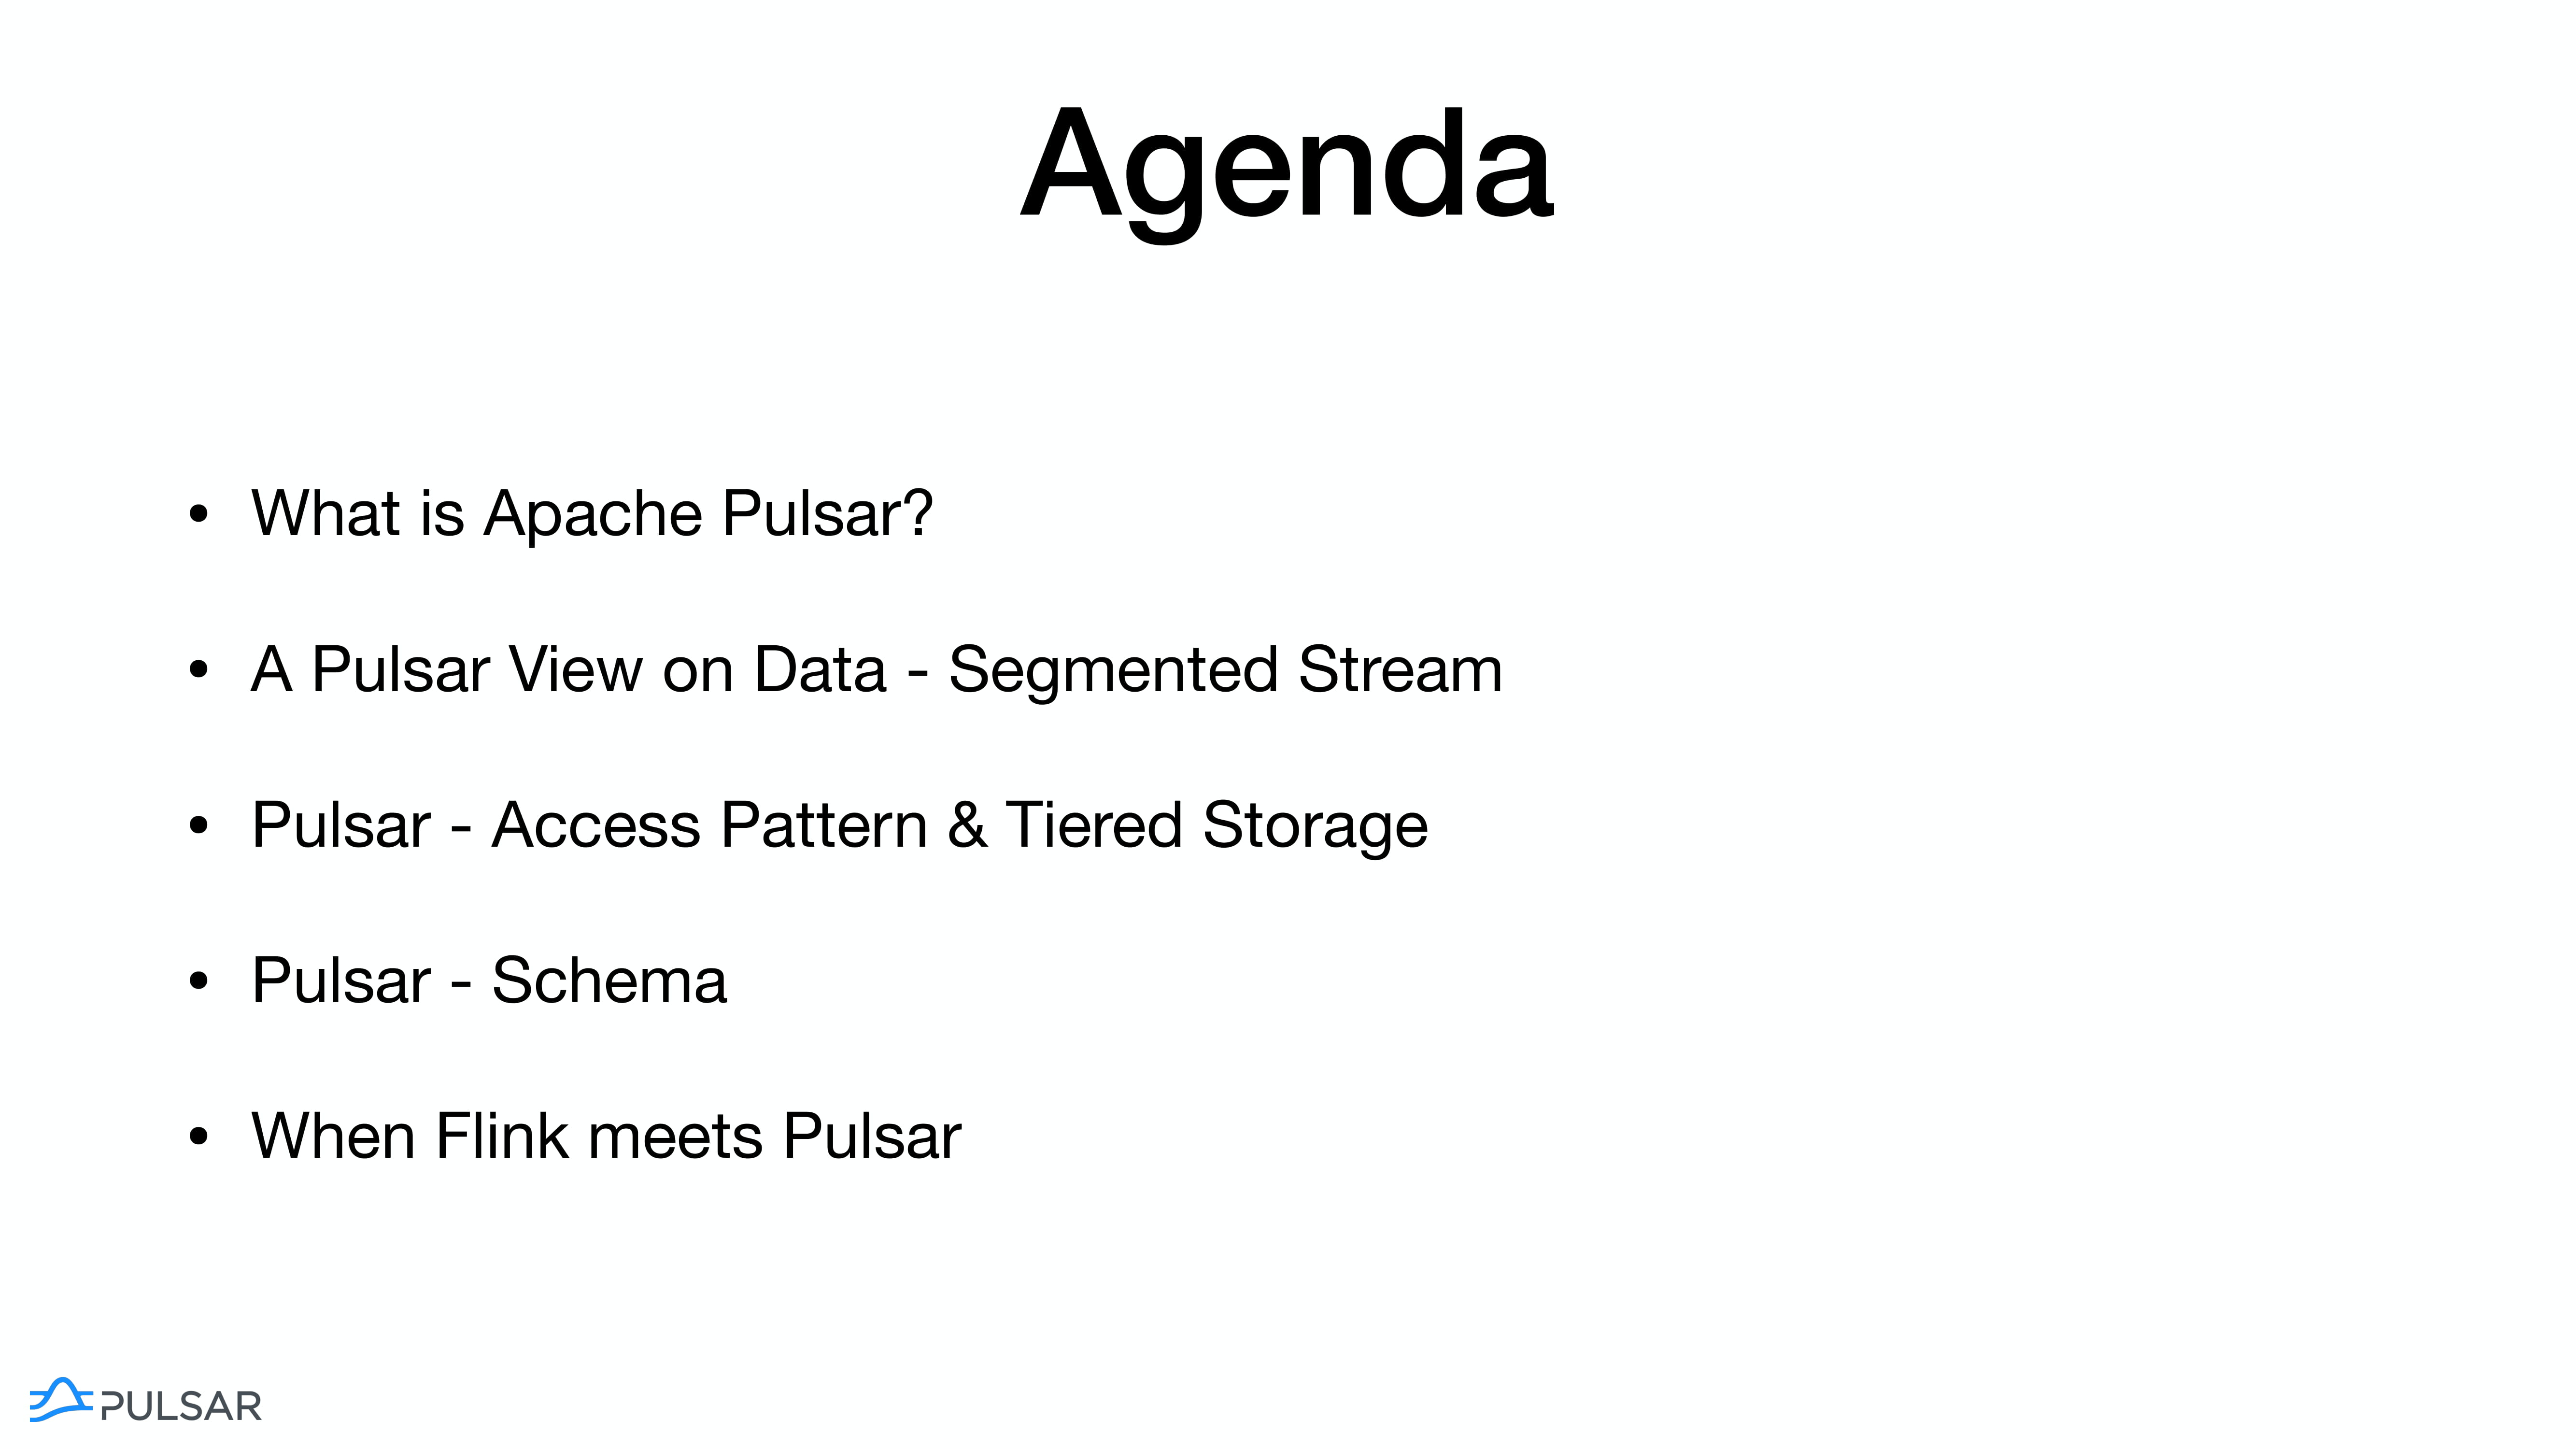 Agenda
• What is Apache Pulsar?
• A Pulsar View on Data - Segmented Stream
• Pulsar - Access Pattern & Tiered Storage
• Pulsar - Schema
• When Flink meets Pulsar
PULSAR